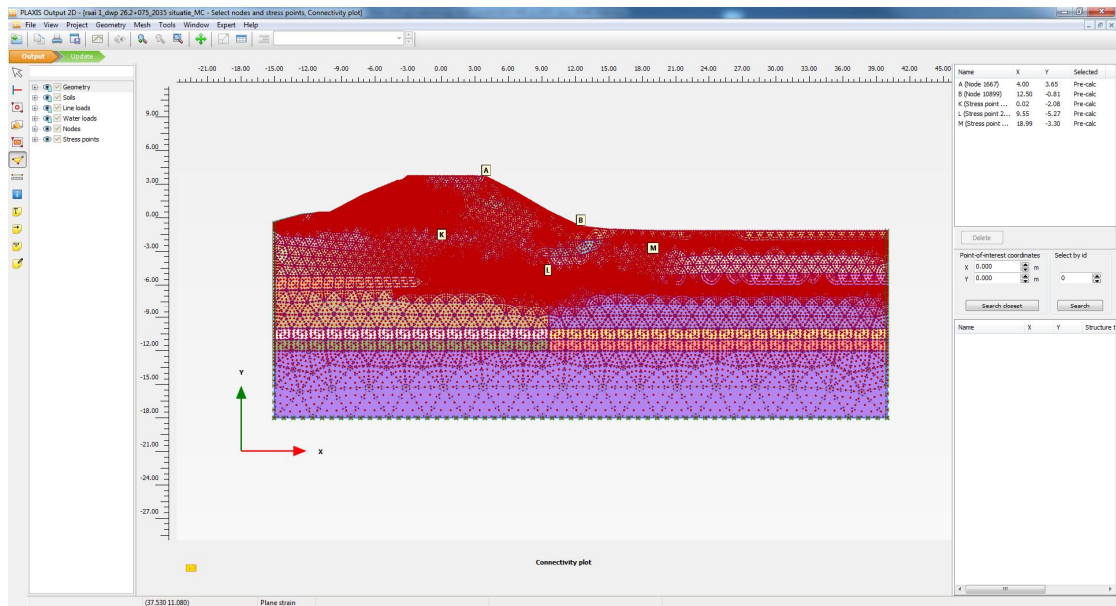 PLAXIS Output 2D - [raai 1_dwp 26.2+075_2035 situatie_MC - Select nodes and stress points, Connectivity plot]
File View Project Geometry Mesh Tools Window Expert Help
Output Update
Geometry
Soils
Line loads
Water loads
Nodes
Stress points
-21.00 -18.00 -15.00 -12.00 -9.00 -6.00 -3.00 0.00 3.00 6.00 9.00 12.00 15.00 18.00 21.00 24.00 27.00 30.00 33.00 36.00 39.00 42.00 45.00
9.00
6.00
3.00
0.00
-3.00
-6.00
-9.00
-12.00
-15.00
-18.00
-21.00
-24.00
-27.00
A
B
K
M
L
Y
X
Connectivity plot
Name X Y Selected
A (Node 1667) 4.00 3.65 Pre-calc
B (Node 10899) 12.50 -0.81 Pre-calc
K (Stress point ... 0.02 -2.08 Pre-calc
L (Stress point 2... 9.55 -5.27 Pre-calc
M (Stress point ... 18.99 -3.30 Pre-calc
Delete
Point-of-interest coordinates Select by id
X 0.000 m
Y 0.000 m 0
Search closest Search
Name X Y Structure
(37.530 11.080) Plane strain